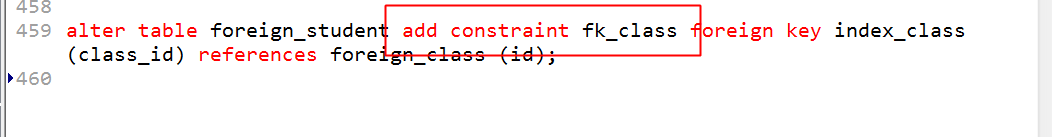 458
459 alter table foreign_student add constraint fk_class foreign key index_class
(class_id) references foreign_class (id);
460